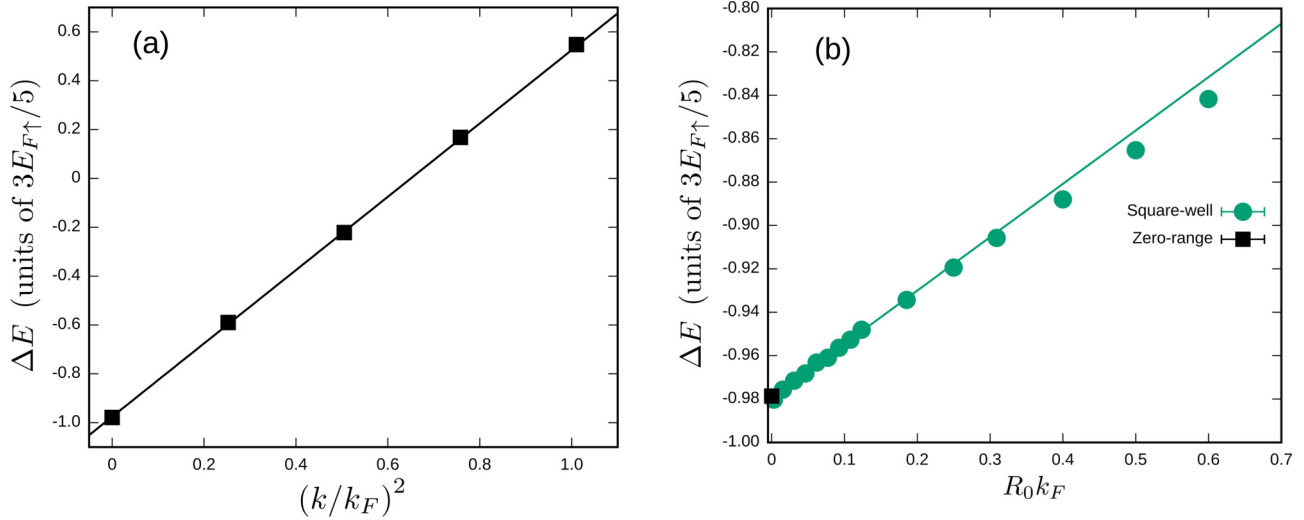 (a)
ΔE (units of 3E_{F↑}/5)
0.6
0.4
0.2
0
-0.2
-0.4
-0.6
-0.8
-1.0
0 0.2 0.4 0.6 0.8 1.0
(k/k_F)^2
(b)
ΔE (units of 3E_{F↑}/5)
-0.80
-0.82
-0.84
-0.86
-0.88
-0.90
-0.92
-0.94
-0.96
-0.98
-1.00
Square-well
Zero-range
0 0.1 0.2 0.3 0.4 0.5 0.6 0.7
R_0k_F